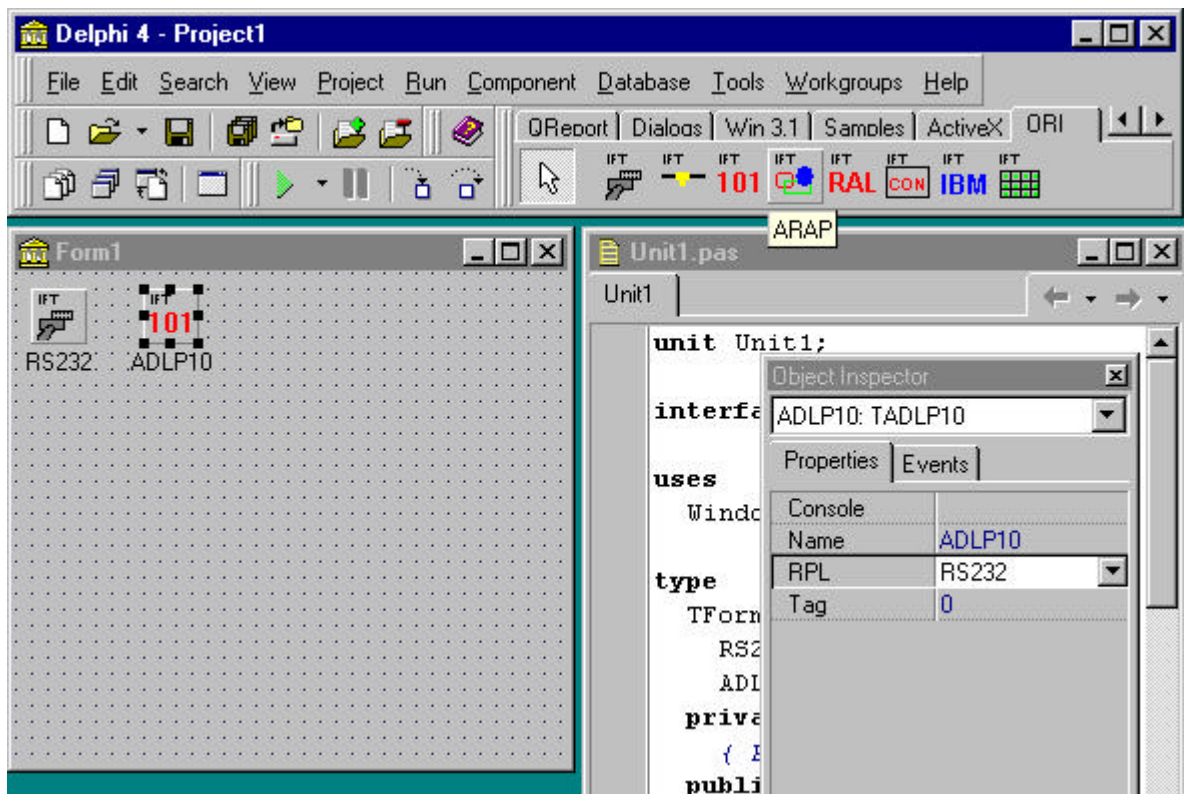 Delphi 4 - Project1
File Edit Search View Project Run Component Database Tools Workgroups Help
QReport Dialogs Win 3.1 Samples ActiveX ORI
IFT IFT IFT IFT IFT IFT IFT IFT
101 RAL CON IBM
ARAP
Form1
IFT IFT
101
RS232 ADLP10
Unit1.pas
Unit1
unit Unit1;
Object Inspector
interfa
ADLP10: TADLP10
Properties Events
uses
Windo
Console
Name ADLP10
RPL RS232
type
Tag 0
TForm
RS2
ADL
priva
{ P
publi